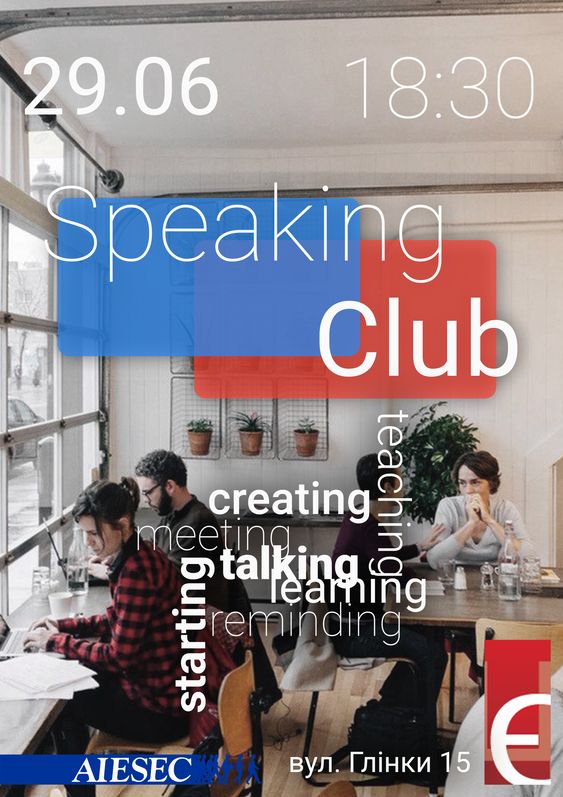 29.06 18:30
Speaking
Club
teaching
creating
meeting
talking
learning
starting
reminding
AIESEC
вул. Глінки 15
Є